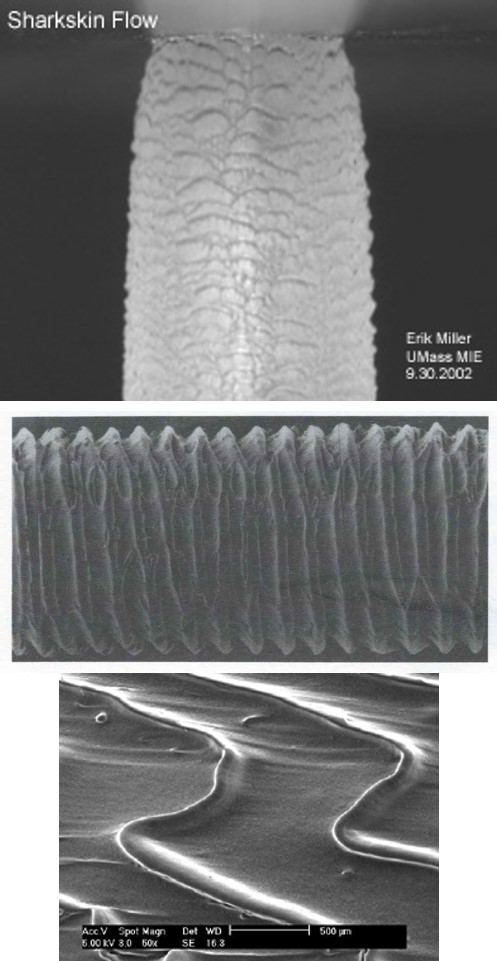 Sharkskin Flow
Erik Miller
UMass MIE
9.30.2002
Acc.V Spot Magn Det WD 500 µm
5.00 kV 3.0 50x SE 16.3